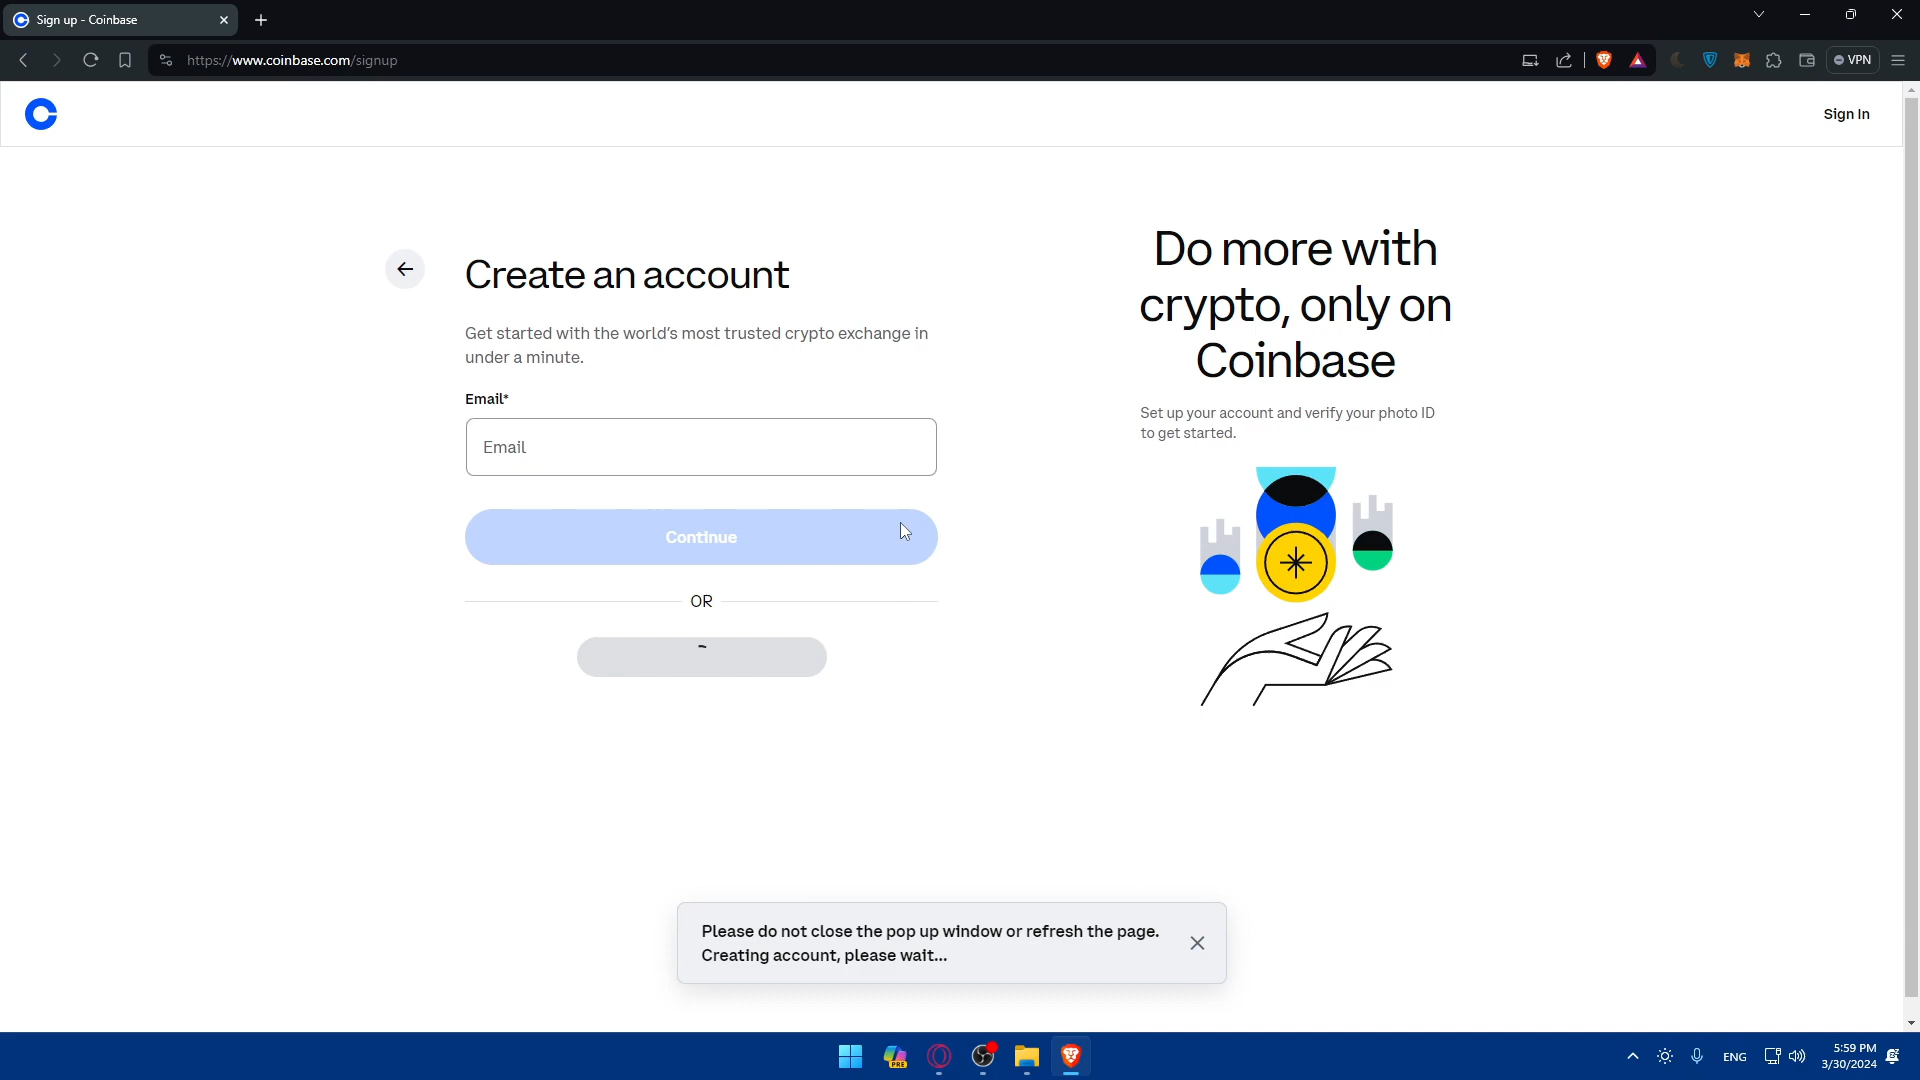 Sign up - Coinbase
https://www.coinbase.com/signup
VPN
Sign In
Create an account
Get started with the world's most trusted crypto exchange in
under a minute.
Email*
Email
Continue
OR
Do more with
crypto, only on
Coinbase
Set up your account and verify your photo ID
to get started.
Please do not close the pop up window or refresh the page.
Creating account, please wait...
PRE
ENG
5:59 PM
3/30/2024